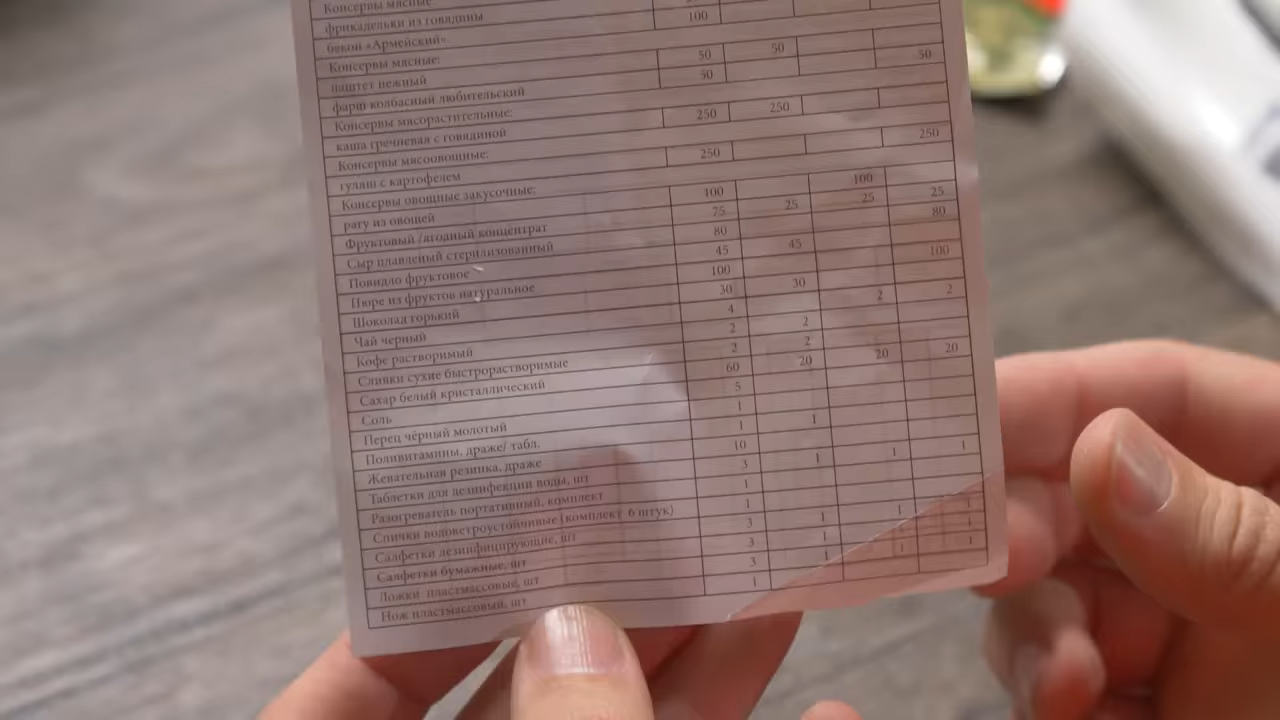 Консервы мясные:
фрикадельки из говядины
бекон «Армейский» 100
Консервы мясные:
паштет нежный 50 50
фарш колбасный любительский 50 50
Консервы мясорастительные:
каша гречневая с говядиной 250 250
Консервы мясоовощные:
гуляш с картофелем 250 250
Консервы овощные закусочные:
рагу из овощей 100 100
Фруктовый /ягодный концентрат 75 25 25 25
Сыр плавленый стерилизованный 80 80
Повидло фруктовое 45 45
Пюре из фруктов натуральное 100 100
Шоколад горький 30 30
Чай черный 4 2 2
Кофе растворимый 2 2
Сливки сухие быстрорастворимые 2 2
Сахар белый кристаллический 60 20 20 20
Соль 5
Перец чёрный молотый 1
Поливитамины, драже/ табл. 1 1
Жевательная резинка, драже 10
Таблетки для дезинфекции воды, шт 3 1 1 1
Разогреватель портативный, комплект 1
Спички водоветроустойчивые (комплект 6 штук) 1
Салфетки дезинфицирующие, шт 3 1 1 1
Салфетки бумажные, шт 3 1 1 1
Ложки пластмассовые, шт 3 1 1 1
Нож пластмассовый, шт 1